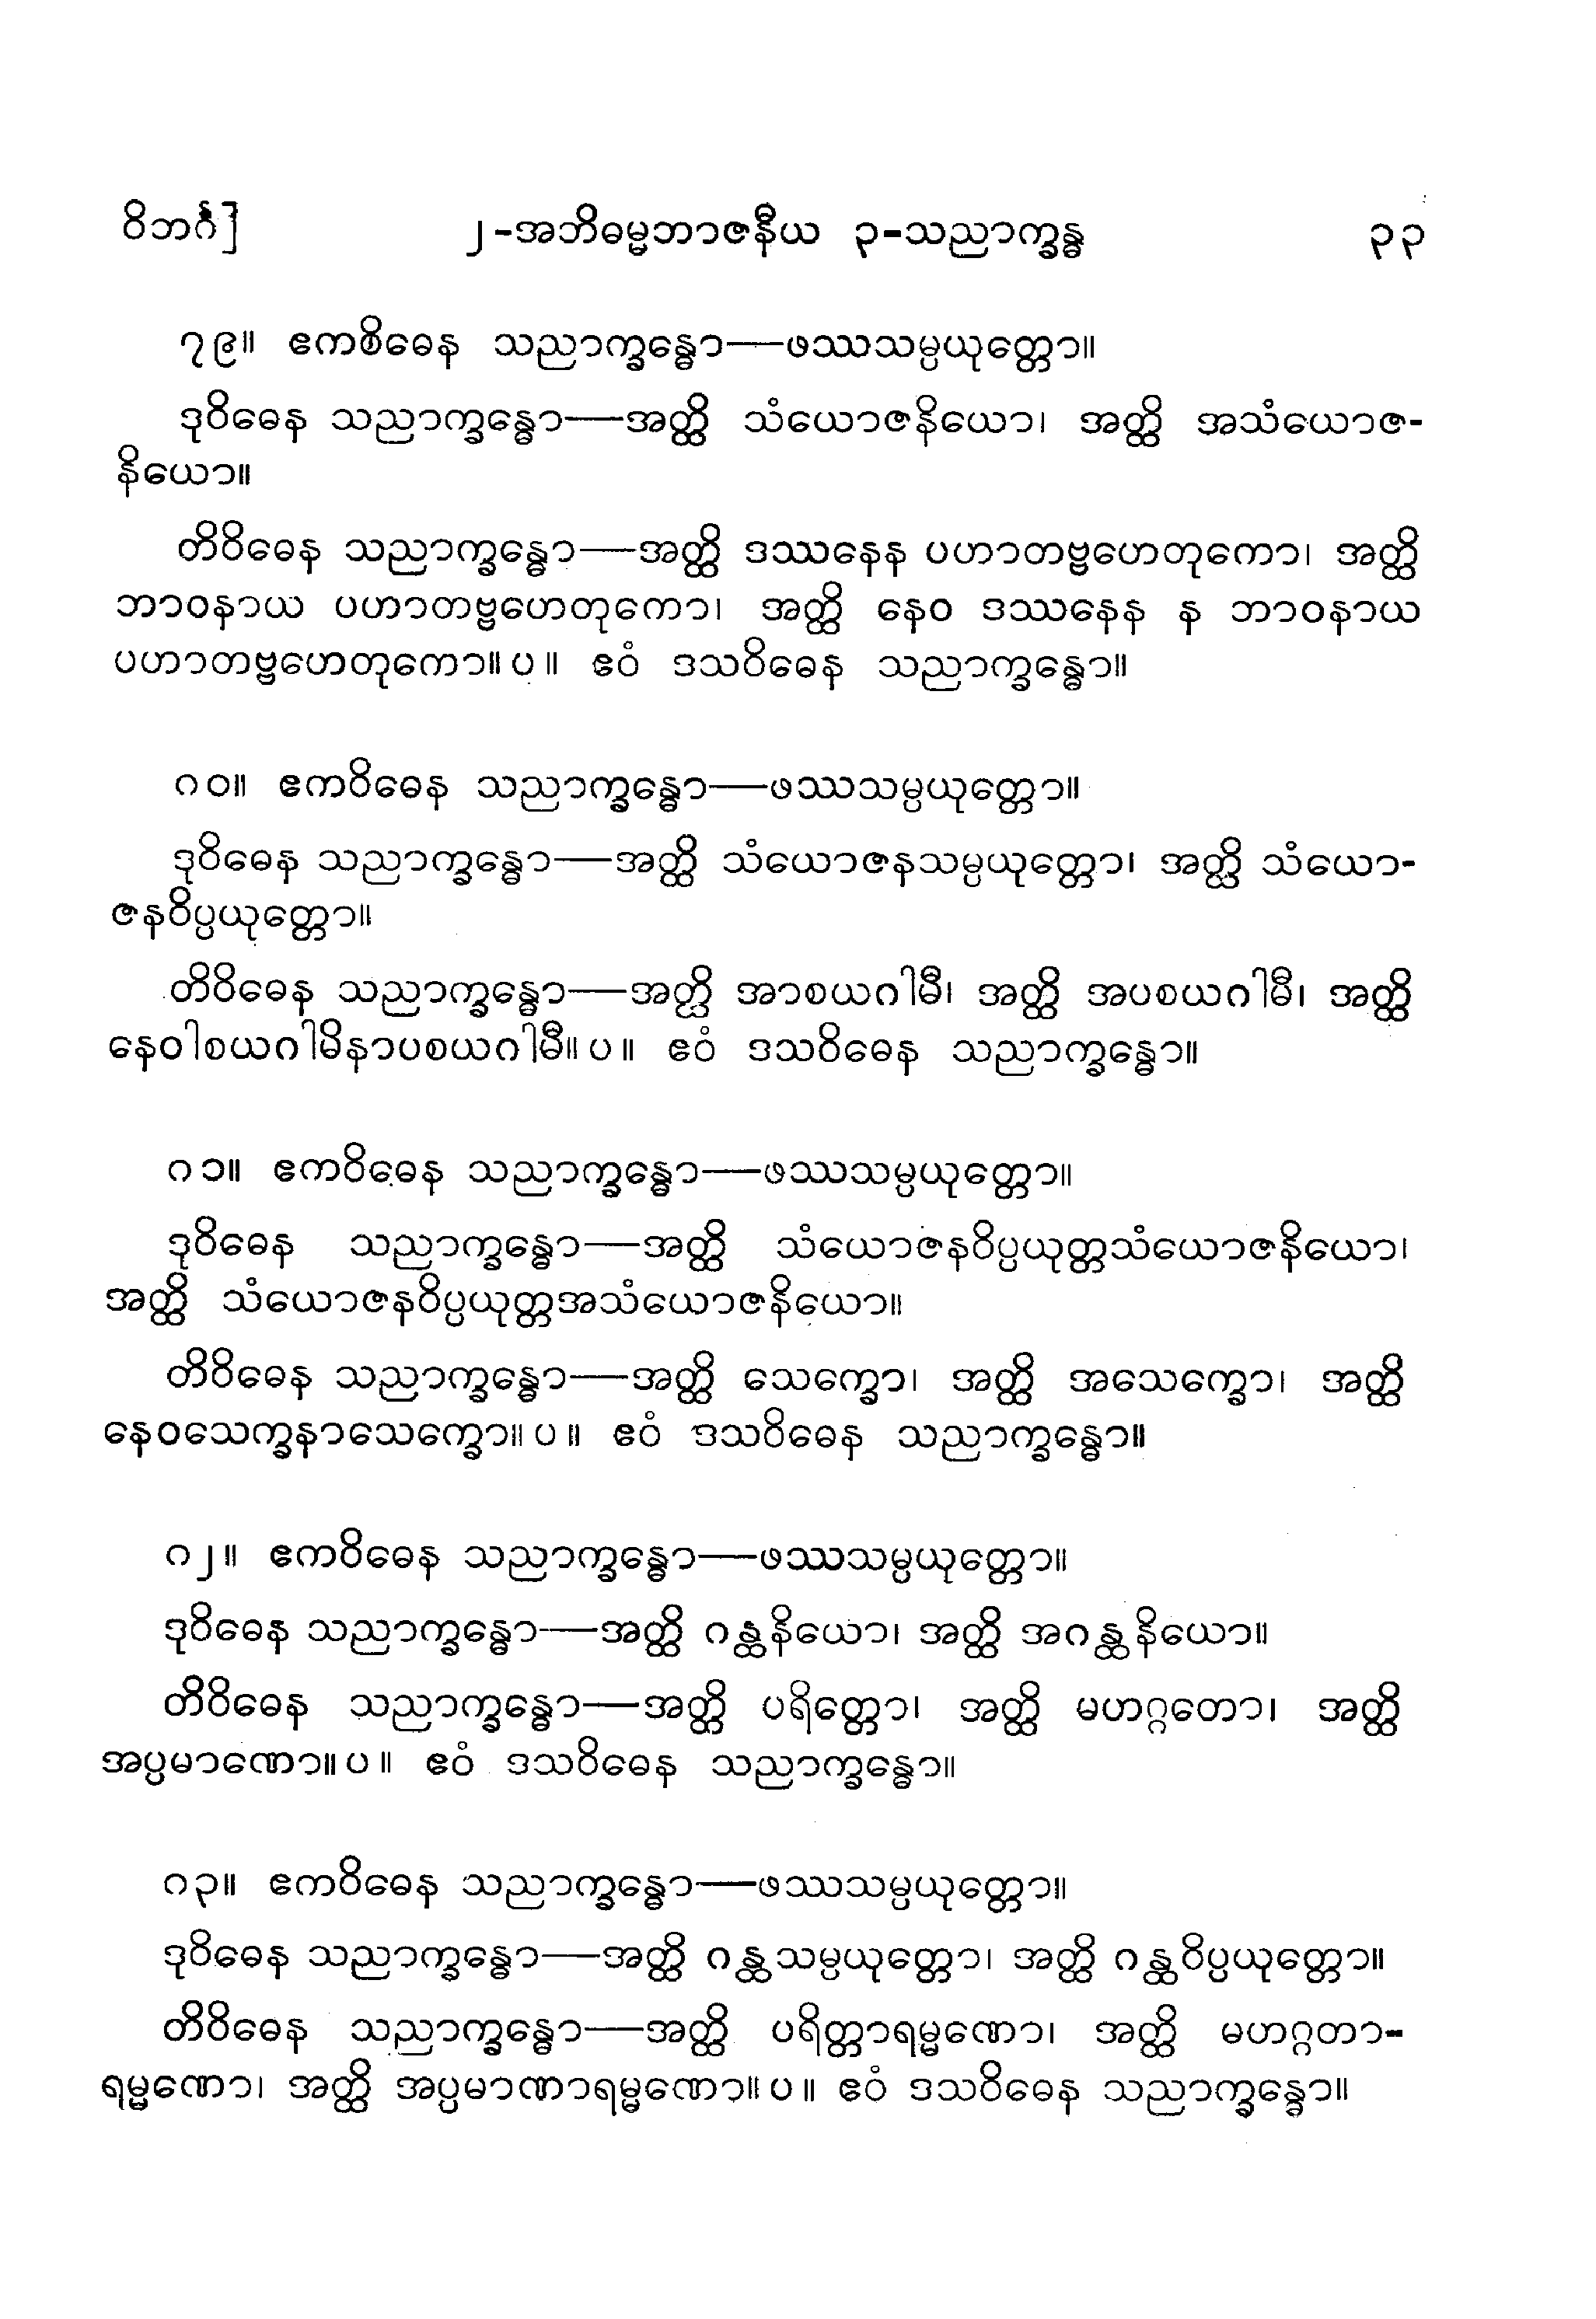 ဝိဘင်္ဂ]	၂-အဘိဓမ္မဘာဇနီယ ၃-သညာက္ခန္ဓ	၃၃
၇၉။ ဧကဝိဓေန သညာက္ခန္ဓော—ဖဿသမ္ပယုတ္တော။
ဒုဝိဓေန သညာက္ခန္ဓော—အတ္ထိ သံယောဇနိယော၊ အတ္ထိ အသံယောဇ-
နိယော။
တိဝိဓေန သညာက္ခန္ဓော—အတ္ထိ ဒဿနေန ပဟာတဗ္ဗဟေတုကော၊ အတ္ထိ
ဘာဝနာယ ပဟာတဗ္ဗဟေတုကော၊ အတ္ထိ နေဝ ဒဿနေန န ဘာဝနာယ
ပဟာတဗ္ဗဟေတုကော။ ပ ။ ဧဝံ ဒသဝိဓေန သညာက္ခန္ဓော။
၈၀။ ဧကဝိဓေန သညာက္ခန္ဓော—ဖဿသမ္ပယုတ္တော။
ဒုဝိဓေန သညာက္ခန္ဓော—အတ္ထိ သံယောဇနသမ္ပယုတ္တော၊ အတ္ထိ သံယော-
ဇနဝိပ္ပယုတ္တော။
တိဝိဓေန သညာက္ခန္ဓော—အတ္ထိ အာစယဂါမီ၊ အတ္ထိ အပစယဂါမီ၊ အတ္ထိ
နေဝါစယဂါမိနာပစယဂါမီ။ ပ ။ ဧဝံ ဒသဝိဓေန သညာက္ခန္ဓော။
၈၁။ ဧကဝိဓေန သညာက္ခန္ဓော—ဖဿသမ္ပယုတ္တော။
ဒုဝိဓေန သညာက္ခန္ဓော—အတ္ထိ သံယောဇနဝိပ္ပယုတ္တသံယောဇနိယော၊
အတ္ထိ သံယောဇနဝိပ္ပယုတ္တအသံယောဇနိယော။
တိဝိဓေန သညာက္ခန္ဓော—အတ္ထိ သေက္ခော၊ အတ္ထိ အသေက္ခော၊ အတ္ထိ
နေဝသေက္ခနာသေက္ခော။ ပ ။ ဧဝံ ဒသဝိဓေန သညာက္ခန္ဓော။
၈၂။ ဧကဝိဓေန သညာက္ခန္ဓော—ဖဿသမ္ပယုတ္တော။
ဒုဝိဓေန သညာက္ခန္ဓော—အတ္ထိ ဂန္ထနိယော၊ အတ္ထိ အဂန္ထနိယော။
တိဝိဓေန သညာက္ခန္ဓော—အတ္ထိ ပရိတ္တော၊ အတ္ထိ မဟဂ္ဂတော၊ အတ္ထိ
အပ္ပမာဏော။ ပ ။ ဧဝံ ဒသဝိဓေန သညာက္ခန္ဓော။
၈၃။ ဧကဝိဓေန သညာက္ခန္ဓော—ဖဿသမ္ပယုတ္တော။
ဒုဝိဓေန သညာက္ခန္ဓော—အတ္ထိ ဂန္ထသမ္ပယုတ္တော၊ အတ္ထိ ဂန္ထဝိပ္ပယုတ္တော။
တိဝိဓေန သညာက္ခန္ဓော—အတ္ထိ ပရိတ္တာရမ္မဏော၊ အတ္ထိ မဟဂ္ဂတာ-
ရမ္မဏော၊ အတ္ထိ အပ္ပမာဏာရမ္မဏော။ ပ ။ ဧဝံ ဒသဝိဓေန သညာက္ခန္ဓော။